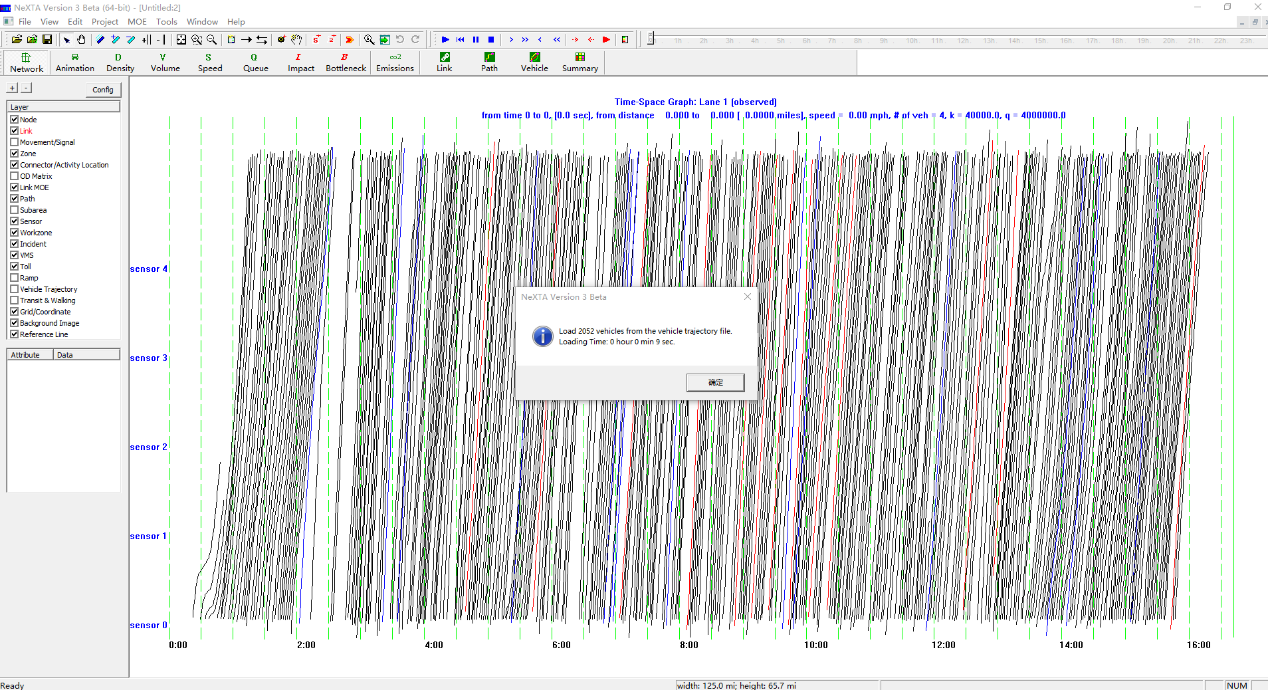 NeXTA Version 3 Beta (64-bit) - [Untitled:2]
File View Edit Project MOE Tools Window Help
1h 2h 3h 4h 5h 6h 7h 8h 9h 10h 11h 12h 13h 14h 15h 16h 17h 18h 19h 20h 21h 22h 23h
Network Animation Density Volume Speed Queue Impact Bottleneck Emissions Link Path Vehicle Summary
+ - Config
Layer
Node
Link
Movement/Signal
Zone
Connector/Activity Location
OD Matrix
Link MOE
Path
Subarea
Sensor
Workzone
Incident
VMS
Toll
Ramp
Vehicle Trajectory
Transit & Walking
Grid/Coordinate
Background Image
Reference Line
Attribute Data
Time-Space Graph: Lane 1 (observed)
from time 0 to 0, [0.0 sec], from distance 0.000 to 0.000 [ 0.0000 miles], speed = 0.00 mph, # of veh = 4, k = 40000.0, q = 4000000.0
sensor 4
sensor 3
sensor 2
sensor 1
sensor 0
0:00 2:00 3:00 4:00 6:00 8:00 10:00 12:00 14:00 16:00
NeXTA Version 3 Beta
Load 2052 vehicles from the vehicle trajectory file.
Loading Time: 0 hour 0 min 9 sec.
确定
Ready
width: 125.0 mi; height: 65.7 mi
NUM